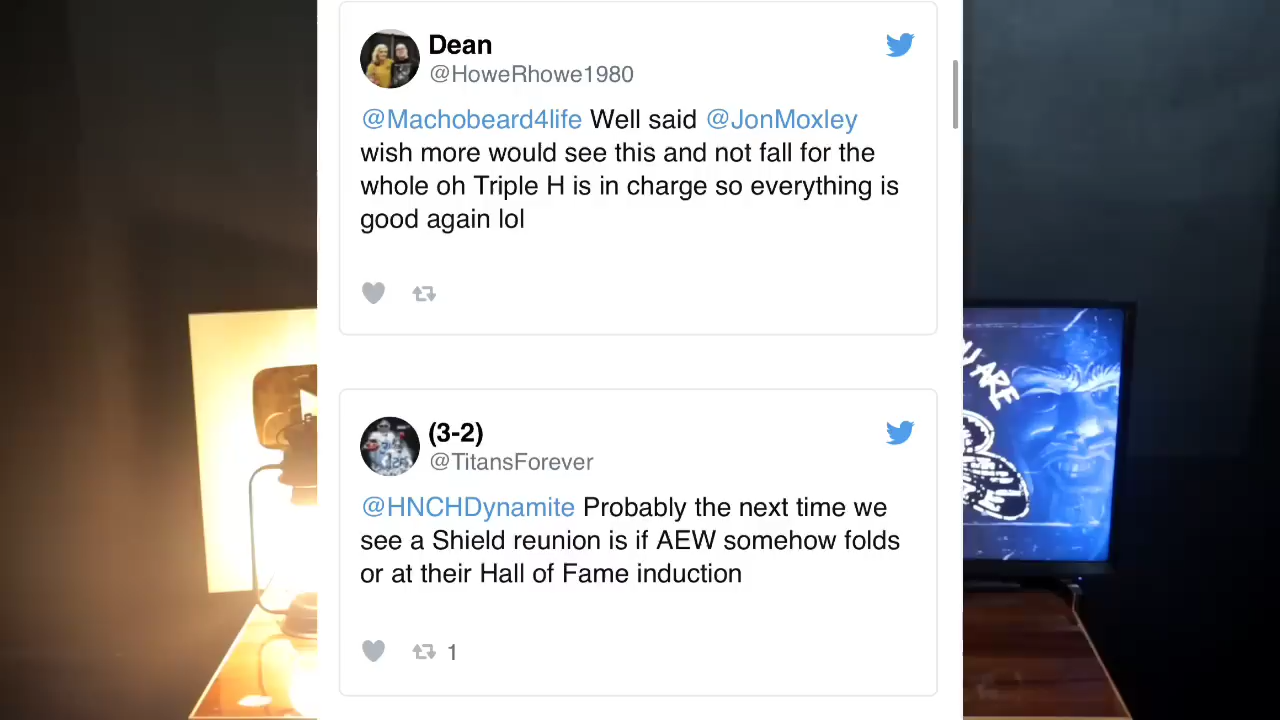 Dean
@HoweRhowe1980
@Machobeard4life Well said @JonMoxley
wish more would see this and not fall for the
whole oh Triple H is in charge so everything is
good again lol
(3-2)
@TitansForever
@HNCHDynamite Probably the next time we
see a Shield reunion is if AEW somehow folds
or at their Hall of Fame induction
1
ARE